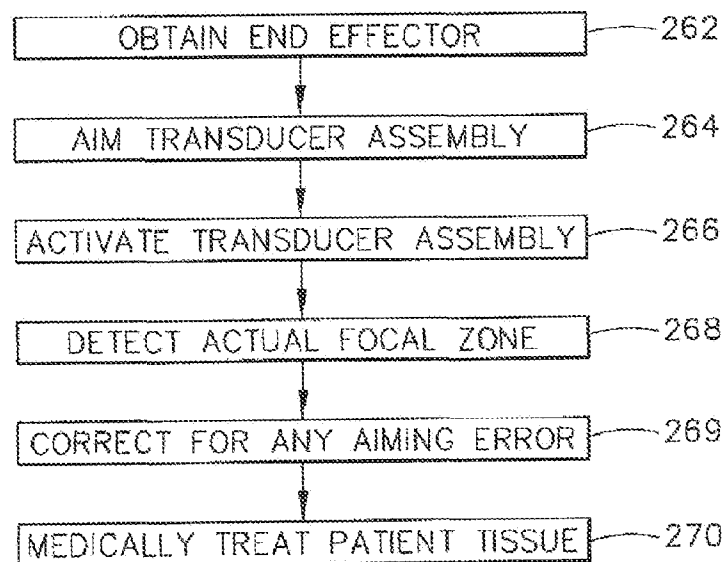 OBTAIN END EFFECTOR 262
AIM TRANSDUCER ASSEMBLY 264
ACTIVATE TRANSDUCER ASSEMBLY 266
DETECT ACTUAL FOCAL ZONE 268
CORRECT FOR ANY AIMING ERROR 269
MEDICALLY TREAT PATIENT TISSUE 270